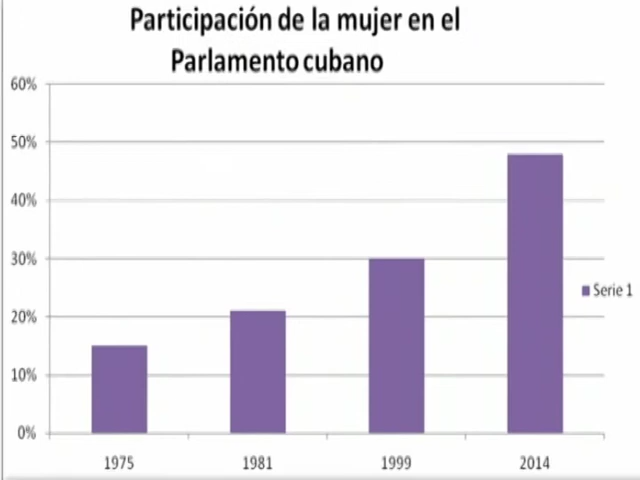 Participación de la mujer en el
Parlamento cubano
60%
50%
40%
30%
20%
10%
0%
1975 1981 1999 2014
Serie 1